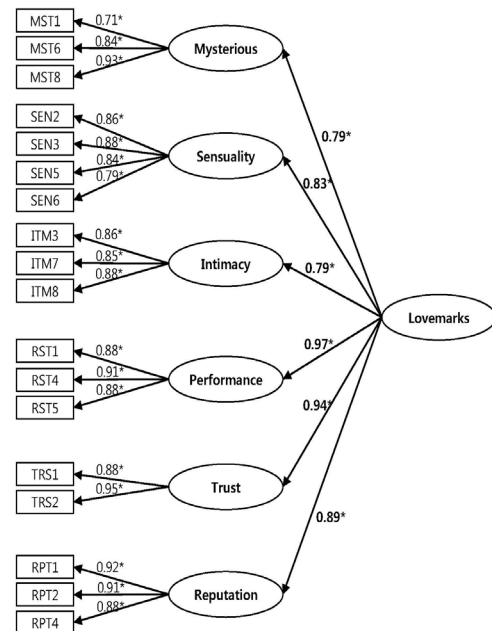 MST1
0.71*
MST6
0.84*
Mysterious
MST8
0.93*
0.79*
SEN2
0.86*
SEN3
0.88*
Sensuality
SEN5
0.84*
0.83*
SEN6
0.79*
ITM3
0.86*
ITM7
0.85*
Intimacy
0.79*
ITM8
0.88*
Lovemarks
RST1
0.88*
0.97*
RST4
0.91*
Performance
RST5
0.88*
0.94*
TRS1
0.88*
TRS2
0.95*
Trust
0.89*
RPT1
0.92*
RPT2
0.91*
Reputation
RPT4
0.88*